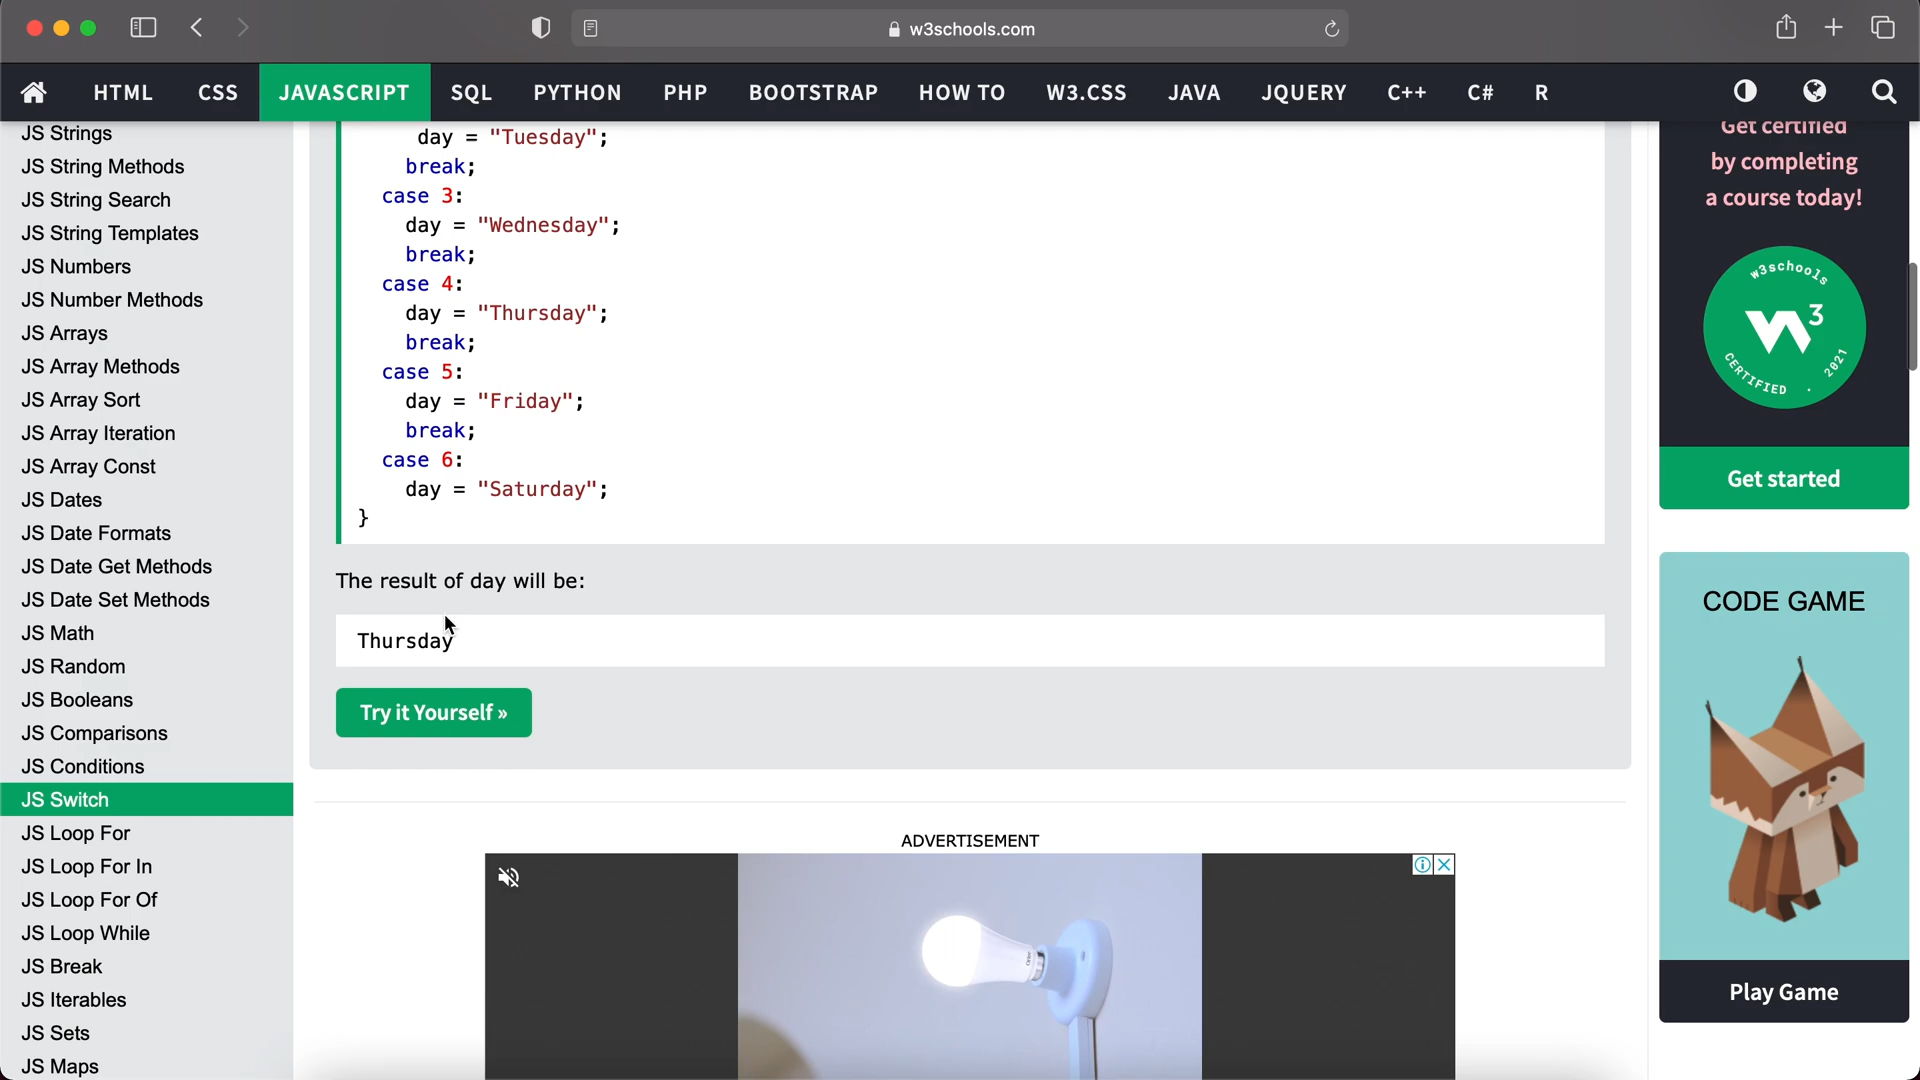 w3schools.com
HTML CSS JAVASCRIPT SQL PYTHON PHP BOOTSTRAP HOW TO W3.CSS JAVA JQUERY C++ C# R
JS Strings
JS String Methods
JS String Search
JS String Templates
JS Numbers
JS Number Methods
JS Arrays
JS Array Methods
JS Array Sort
JS Array Iteration
JS Array Const
JS Dates
JS Date Formats
JS Date Get Methods
JS Date Set Methods
JS Math
JS Random
JS Booleans
JS Comparisons
JS Conditions
JS Switch
JS Loop For
JS Loop For In
JS Loop For Of
JS Loop While
JS Break
JS Iterables
JS Sets
JS Maps
day = "Tuesday";
break;
case 3:
day = "Wednesday";
break;
case 4:
day = "Thursday";
break;
case 5:
day = "Friday";
break;
case 6:
day = "Saturday";
}
The result of day will be:
Thursday
Try it Yourself »
ADVERTISEMENT
Get certified
by completing
a course today!
w3schools
W3
CERTIFIED . 2021
Get started
CODE GAME
Play Game